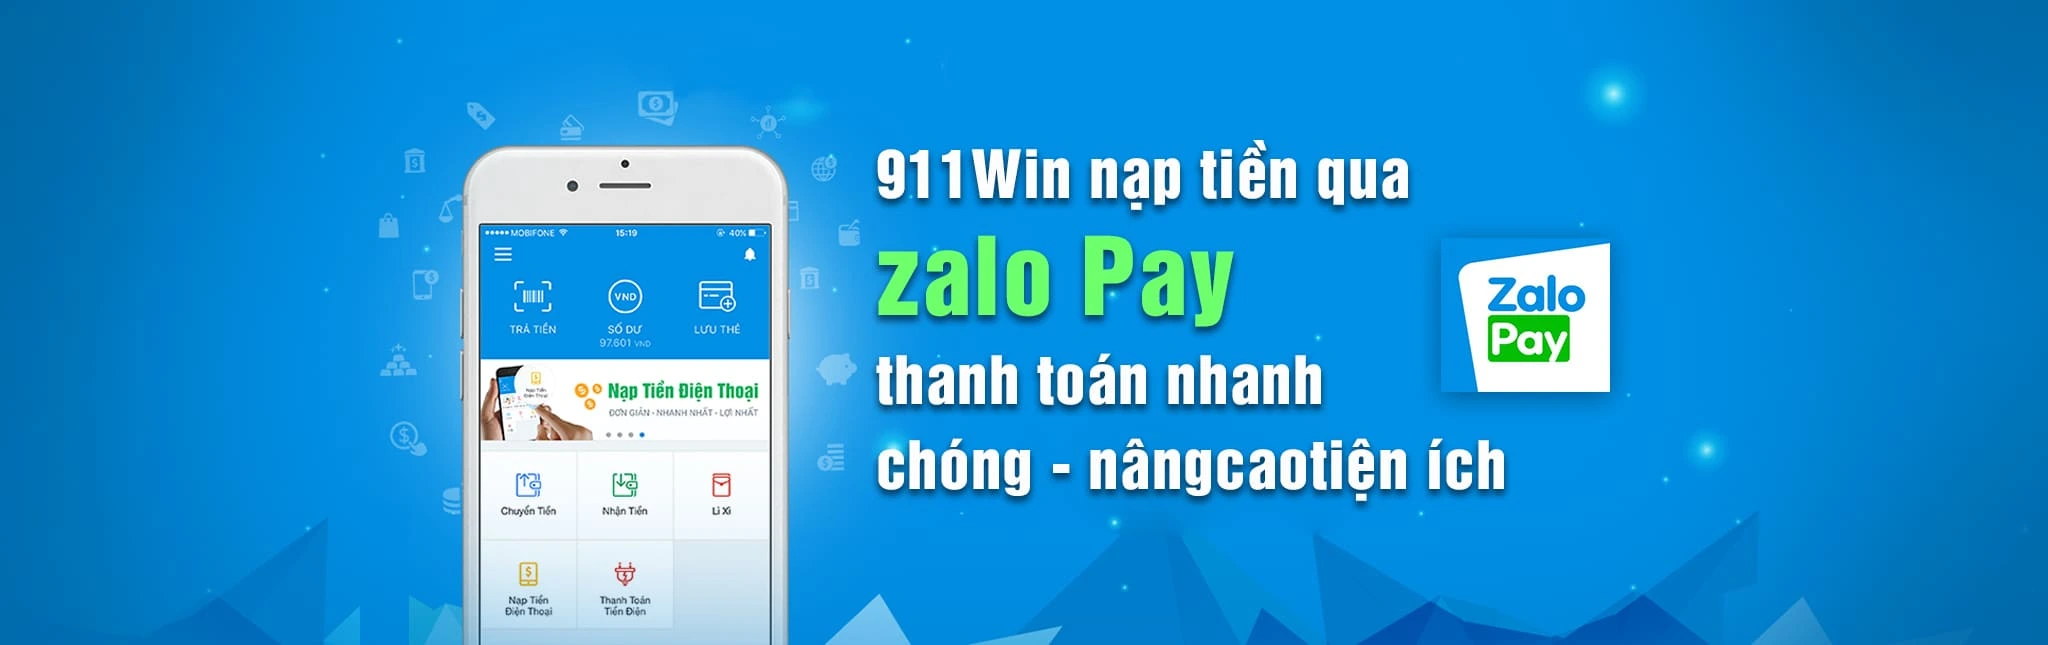 911Win nạp tiền qua
zalo Pay
thanh toán nhanh
chóng - nângcaotiện ích
Zalo
Pay
MOBIFONE
15:19
40%
VND
TRẢ TIỀN
SỐ DƯ
LƯU THẺ
97.601 VND
Nạp Tiền Điện Thoại
ĐƠN GIẢN - NHANH NHẤT - LỢI NHẤT
Chuyển Tiền
Nhận Tiền
Lì Xì
Nạp Tiền
Điện Thoại
Thanh Toán
Tiền Điện